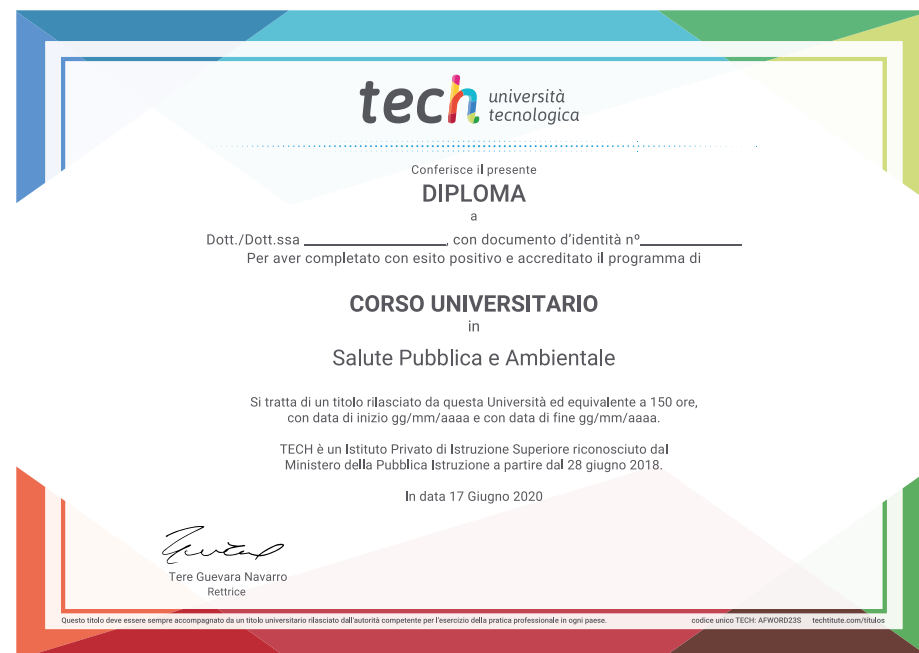 tech università
tecnologica
Conferisce il presente
DIPLOMA
a
Dott./Dott.ssa ____________________, con documento d'identità nº______________
Per aver completato con esito positivo e accreditato il programma di
CORSO UNIVERSITARIO
in
Salute Pubblica e Ambientale
Si tratta di un titolo rilasciato da questa Università ed equivalente a 150 ore,
con data di inizio gg/mm/aaaa e con data di fine gg/mm/aaaa.
TECH è un Istituto Privato di Istruzione Superiore riconosciuto dal
Ministero della Pubblica Istruzione a partire dal 28 giugno 2018.
In data 17 Giugno 2020
Tere Guevara Navarro
Rettrice
Questo titolo deve essere sempre accompagnato da un titolo universitario rilasciato dall'autorità competente per l'esercizio della pratica professionale in ogni paese. codice unico TECH: AFWORD23S techtitute.com/títulos